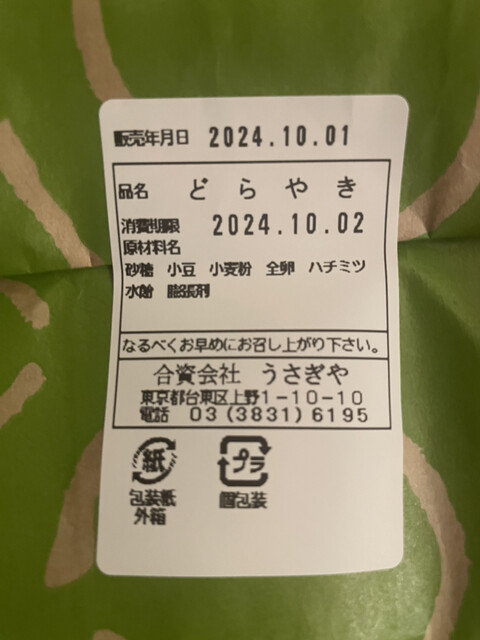 販売年月日 2024.10.01
品名 どらやき
消費期限 2024.10.02
原材料名
砂糖 小豆 小麦粉 全卵 ハチミツ
水飴 膨張剤
なるべくお早めにお召し上がり下さい。
合資会社 うさぎや
東京都台東区上野1-10-10
電話 03(3831)6195
紙 プラ
包装紙 個包装
外箱